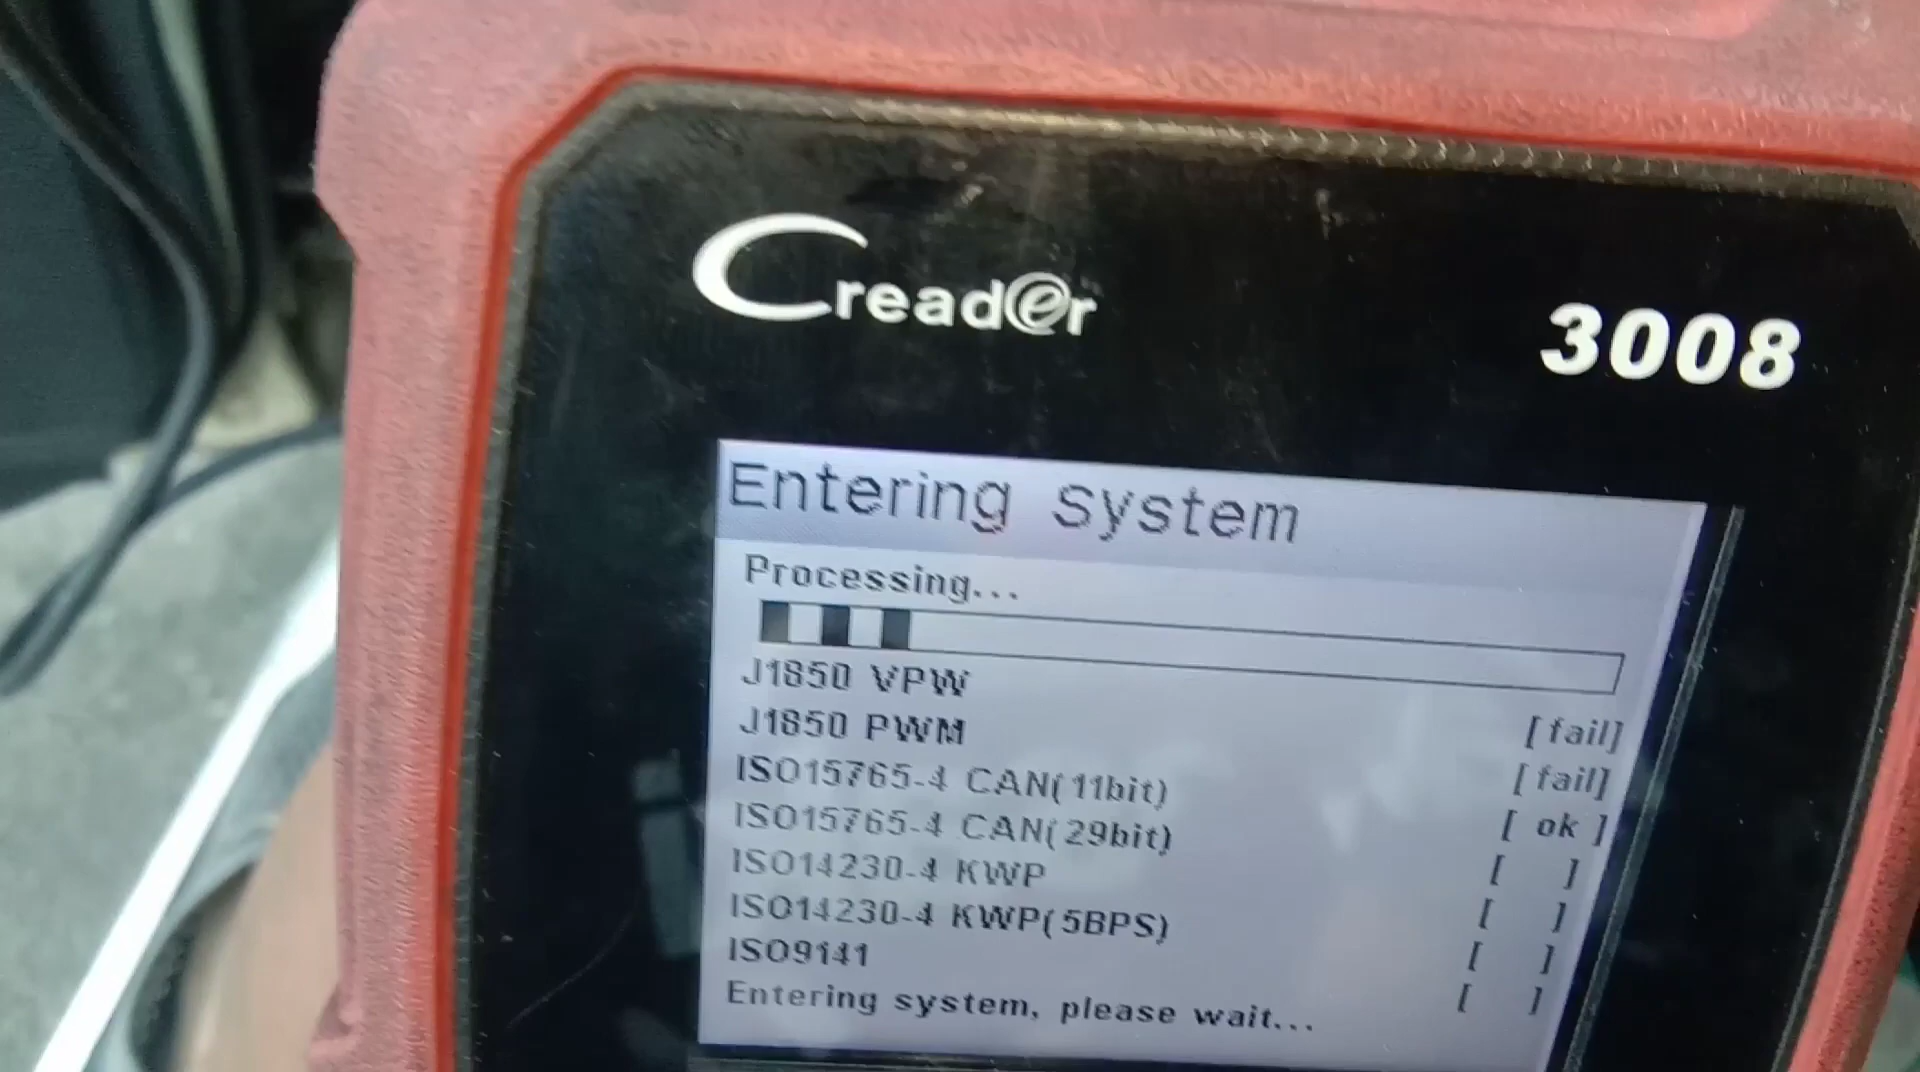 Creader
3008
Entering system
Processing...
J1850 VPW [fail]
J1850 PWM [fail]
ISO15765-4 CAN(11bit) [ ok ]
ISO15765-4 CAN(29bit) [ ]
ISO14230-4 KWP [ ]
ISO14230-4 KWP(5BPS) [ ]
ISO9141 [ ]
Entering system, please wait...